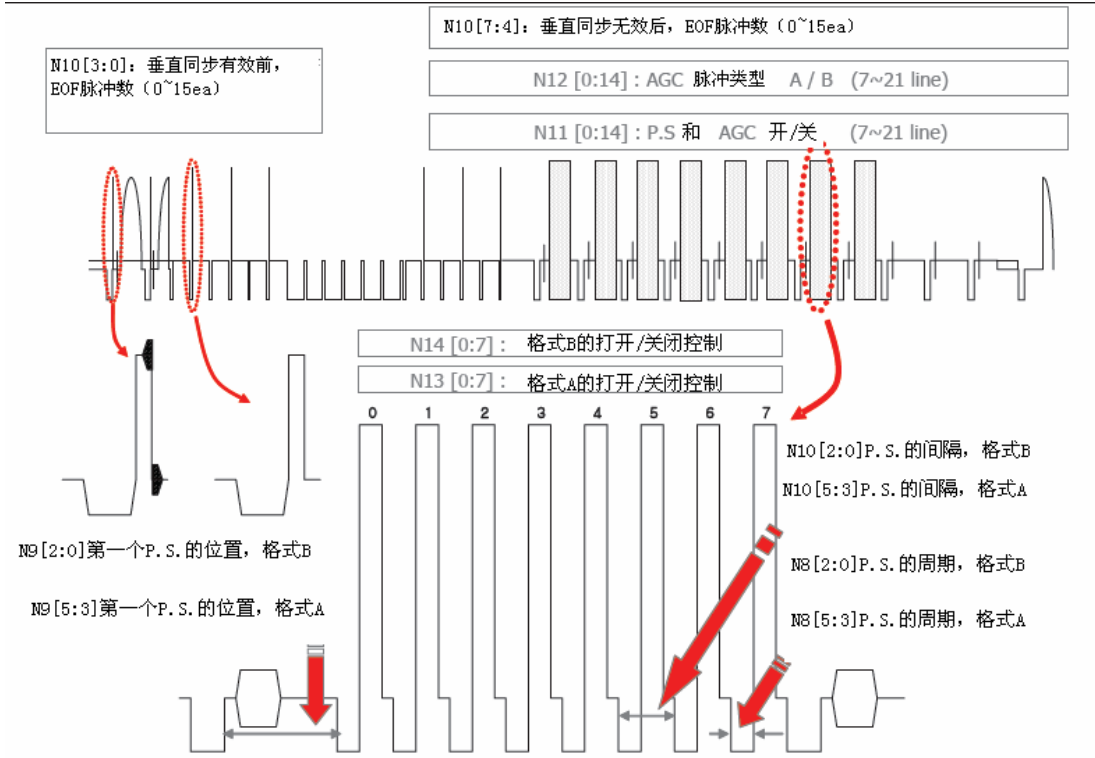 N10[7:4]: 垂直同步无效后, EOF脉冲数 (0~15ea)
N10[3:0]: 垂直同步有效前,
EOF脉冲数 (0~15ea)
N12 [0:14] : AGC 脉冲类型 A / B (7~21 line)
N11 [0:14] : P.S 和 AGC 开/关 (7~21 line)
N14 [0:7] : 格式B的打开/关闭控制
N13 [0:7] : 格式A的打开/关闭控制
0 1 2 3 4 5 6 7
N10[2:0]P.S.的间隔, 格式B
N10[5:3]P.S.的间隔, 格式A
N9[2:0]第一个P.S.的位置, 格式B
N8[2:0]P.S.的周期, 格式B
N9[5:3]第一个P.S.的位置, 格式A
N8[5:3]P.S.的周期, 格式A